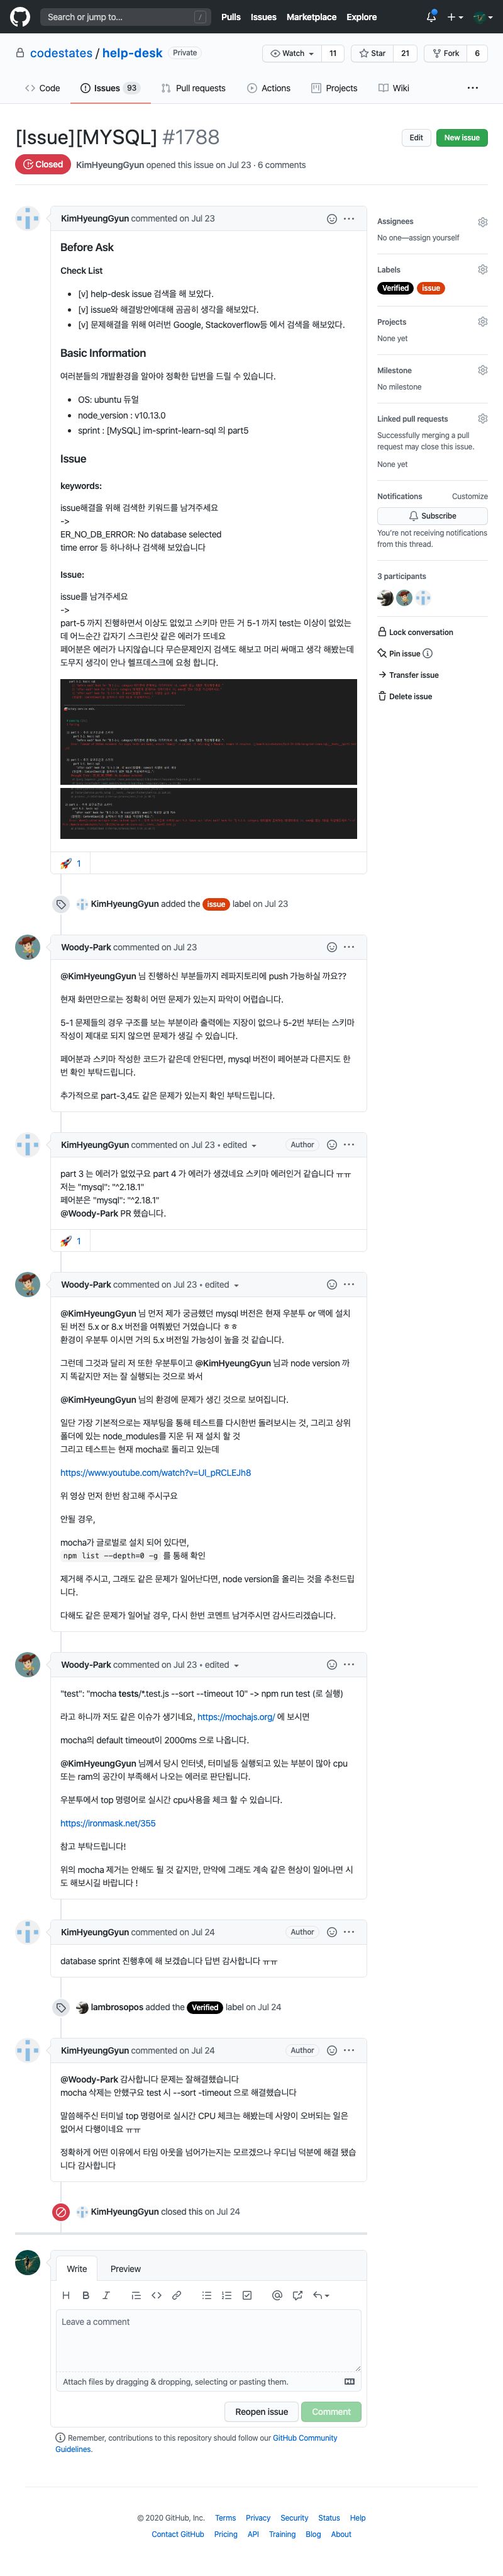 Search or jump to...
/
Pulls
Issues
Marketplace
Explore
codestates / help-desk
Private
Watch
11
Star
21
Fork
6
Code
Issues 93
Pull requests
Actions
Projects
Wiki
[Issue][MYSQL] #1788
Edit
New issue
Closed
KimHyeungGyun opened this issue on Jul 23 · 6 comments
KimHyeungGyun commented on Jul 23
Before Ask
Check List
[v] help-desk issue 검색을 해 보았다.
[v] issue와 해결방안에대해 곰곰히 생각을 해보았다.
[v] 문제해결을 위해 여러번 Google, Stackoverflow등 에서 검색을 해보았다.
Basic Information
여러분들의 개발환경을 알아야 정확한 답변을 드릴 수 있습니다.
OS: ubuntu 듀얼
node_version : v10.13.0
sprint : [MySQL] im-sprint-learn-sql 의 part5
Issue
keywords:
issue해결을 위해 검색한 키워드를 남겨주세요
->
ER_NO_DB_ERROR: No database selected
time error 등 하나하나 검색해 보았습니다
Issue:
issue를 남겨주세요
->
part-5 까지 진행하면서 이상도 없었고 스키마 만든 거 5-1 까지 test는 이상이 없었는
데 어느순간 갑자기 스크린샷 같은 에러가 뜨네요
페어분은 에러가 나지않습니다 무슨문제인지 검색도 해보고 머리 싸매고 생각 해봤는데
도무지 생각이 안나 헬프데스크에 요청 합니다.
1
KimHyeungGyun added the issue label on Jul 23
Assignees
No one—assign yourself
Labels
Verified
issue
Projects
None yet
Milestone
No milestone
Linked pull requests
Successfully merging a pull
request may close this issue.
None yet
Notifications
Customize
Subscribe
You're not receiving notifications
from this thread.
3 participants
Lock conversation
Pin issue
Transfer issue
Delete issue
Woody-Park commented on Jul 23
@KimHyeungGyun 님 진행하신 부분들까지 레파지토리에 push 가능하실 까요??
현재 화면만으로는 정확히 어떤 문제가 있는지 파악이 어렵습니다.
5-1 문제들의 경우 구조를 보는 부분이라 출력에는 지장이 없으나 5-2번 부터는 스키마
작성이 제대로 되지 않으면 문제가 생길 수 있습니다.
페어분과 스키마 작성한 코드가 같은데 안된다면, mysql 버전이 페어분과 다른지도 한
번 확인 부탁드립니다.
추가적으로 part-3,4도 같은 문제가 있는지 확인 부탁드립니다.
KimHyeungGyun commented on Jul 23 • edited
Author
part 3 는 에러가 없었구요 part 4 가 에러가 생겼네요 스키마 에러인거 같습니다 ㅠㅠ
저는 "mysql": "^2.18.1"
페어분은 "mysql": "^2.18.1"
@Woody-Park PR 했습니다.
1
Woody-Park commented on Jul 23 • edited
@KimHyeungGyun 님 먼저 제가 궁금했던 mysql 버전은 현재 우분투 or 맥에 설치
된 버전 5.x or 8.x 버전을 여쭤봤던 거였습니다 ㅎㅎ
환경이 우분투 이시면 거의 5.x 버전일 가능성이 높을 것 같습니다.
그런데 그것과 달리 저 또한 우분투이고 @KimHyeungGyun 님과 node version 까
지 똑같지만 저는 잘 실행되는 것으로 봐서
@KimHyeungGyun 님의 환경에 문제가 생긴 것으로 보여집니다.
일단 가장 기본적으로는 재부팅을 통해 테스트를 다시한번 돌려보시는 것, 그리고 상위
폴더에 있는 node_modules를 지운 뒤 재 설치 할 것
그리고 테스트는 현재 mocha로 돌리고 있는데
https://www.youtube.com/watch?v=UI_pRCLEJh8
위 영상 먼저 한번 참고해 주시구요
안될 경우,
mocha가 글로벌로 설치 되어 있다면,
npm list --depth=0 -g 를 통해 확인
제거해 주시고, 그래도 같은 문제가 일어난다면, node version을 올리는 것을 추천드립
니다.
다해도 같은 문제가 일어날 경우, 다시 한번 코멘트 남겨주시면 감사드리겠습니다.
Woody-Park commented on Jul 23 • edited
"test": "mocha tests/*.test.js --sort --timeout 10" -> npm run test (로 실행)
라고 하니까 저도 같은 이슈가 생기네요, https://mochajs.org/ 에 보시면
mocha의 default timeout이 2000ms 으로 나옵니다.
@KimHyeungGyun 님께서 당시 인터넷, 터미널등 실행되고 있는 부분이 많아 cpu
또는 ram의 공간이 부족해서 나오는 에러로 판단됩니다.
우분투에서 top 명령어로 실시간 cpu사용을 체크 할 수 있습니다.
https://ironmask.net/355
참고 부탁드립니다!
위의 mocha 제거는 안해도 될 것 같지만, 만약에 그래도 계속 같은 현상이 일어나면 시
도 해보시길 바랍니다 !
KimHyeungGyun commented on Jul 24
Author
database sprint 진행후에 해 보겠습니다 답변 감사합니다 ㅠㅠ
lambrosopos added the Verified label on Jul 24
KimHyeungGyun commented on Jul 24
Author
@Woody-Park 감사합니다 문제는 잘해결했습니다
mocha 삭제는 안했구요 test 시 --sort -timeout 으로 해결했습니다
말씀해주신 터미널 top 명령어로 실시간 CPU 체크는 해봤는데 사양이 오버되는 일은
없어서 다행이네요 ㅠㅠ
정확하게 어떤 이유에서 타임 아웃을 넘어가는지는 모르겠으나 우디님 덕분에 해결 됐습
니다 감사합니다
KimHyeungGyun closed this on Jul 24
Write
Preview
Leave a comment
Attach files by dragging & dropping, selecting or pasting them.
Reopen issue
Comment
Remember, contributions to this repository should follow our GitHub Community
Guidelines.
© 2020 GitHub, Inc.
Terms
Privacy
Security
Status
Help
Contact GitHub
Pricing
API
Training
Blog
About